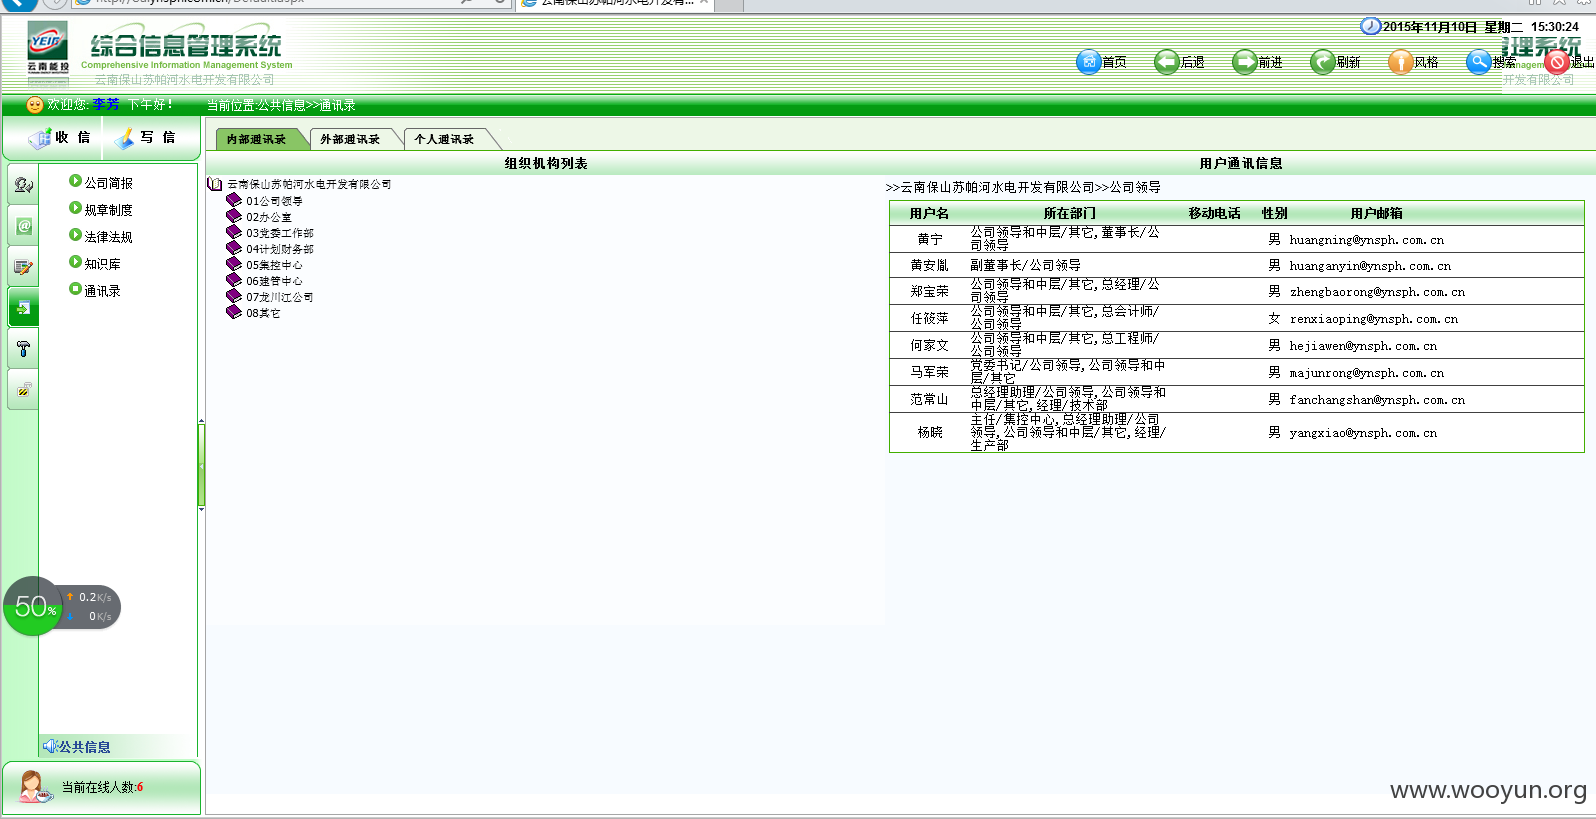 云南保山苏帕河水电开发有...
2015年11月10日 星期二 15:30:24
YEIG
云南能投
综合信息管理系统
Comprehensive Information Management System
云南保山苏帕河水电开发有限公司
首页 后退 前进 刷新 风格 搜索 退出
理系统
开发有限公司
欢迎您: 李芳 下午好！ 当前位置:公共信息>>通讯录
收 信 写 信
内部通讯录 外部通讯录 个人通讯录
组织机构列表
用户通讯信息
公司简报
规章制度
法律法规
知识库
通讯录
云南保山苏帕河水电开发有限公司
01公司领导
02办公室
03党委工作部
04计划财务部
05集控中心
06建管中心
07龙川江公司
08其它
>>云南保山苏帕河水电开发有限公司>>公司领导
用户名 所在部门 移动电话 性别 用户邮箱
黄宁 公司领导和中层/其它,董事长/公司领导 男 huangning@ynsph.com.cn
黄安胤 副董事长/公司领导 男 huanganyin@ynsph.com.cn
郑宝荣 公司领导和中层/其它,总经理/公司领导 男 zhengbaorong@ynsph.com.cn
任筱萍 公司领导和中层/其它,总会计师/公司领导 女 renxiaoping@ynsph.com.cn
何家文 公司领导和中层/其它,总工程师/公司领导 男 hejiawen@ynsph.com.cn
马军荣 党委书记/公司领导,公司领导和中层/其它 男 majunrong@ynsph.com.cn
范常山 总经理助理/公司领导,公司领导和中层/其它,经理/技术部 男 fanchangshan@ynsph.com.cn
杨晓 主任/集控中心,总经理助理/公司领导,公司领导和中层/其它,经理/生产部 男 yangxiao@ynsph.com.cn
50%
0.2K/s
0K/s
公共信息
当前在线人数:6
www.wooyun.org